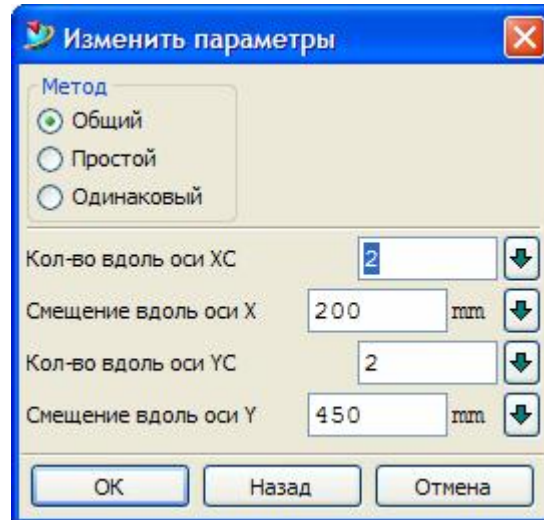 Изменить параметры
Метод
Общий
Простой
Одинаковый
Кол-во вдоль оси XC 2
Смещение вдоль оси X 200 mm
Кол-во вдоль оси YC 2
Смещение вдоль оси Y 450 mm
OK Назад Отмена